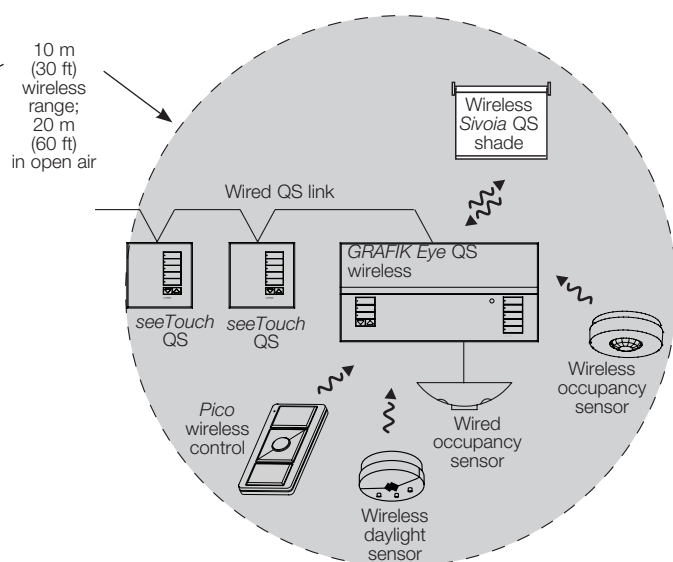 10 m
(30 ft)
wireless
range;
20 m
(60 ft)
in open air
Wireless
Sivoia QS
shade
Wired QS link
GRAFIK Eye QS
wireless
seeTouch
QS
seeTouch
QS
Wireless
occupancy
sensor
Pico
wireless
control
Wired
occupancy
sensor
Wireless
daylight
sensor